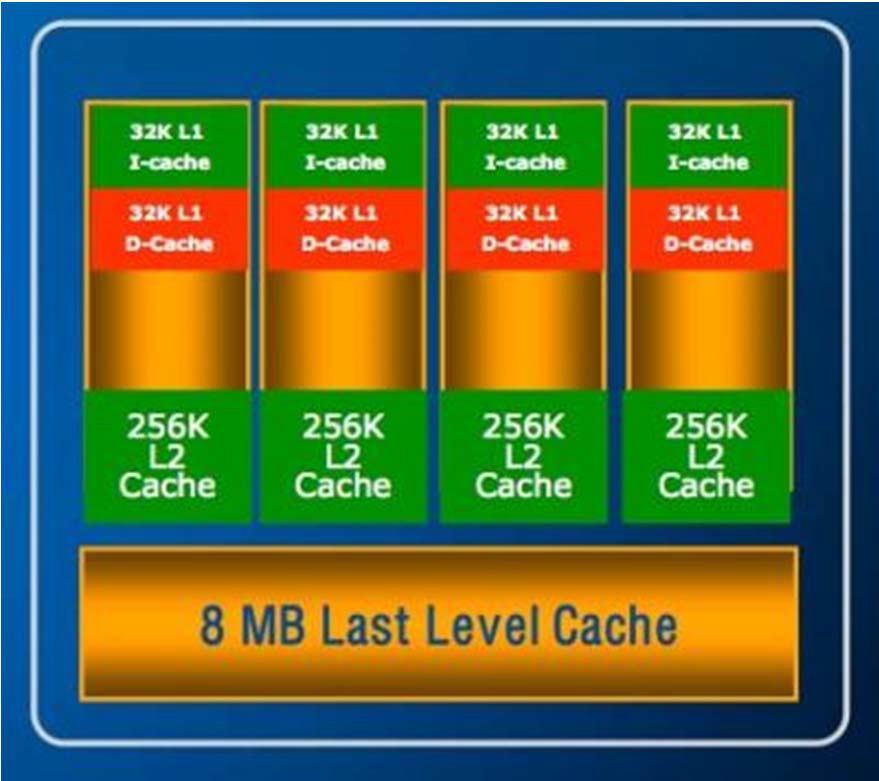 32K L1
I-cache
32K L1
D-Cache
256K
L2
Cache
32K L1
I-cache
32K L1
D-Cache
256K
L2
Cache
32K L1
I-cache
32K L1
D-Cache
256K
L2
Cache
32K L1
I-cache
32K L1
D-Cache
256K
L2
Cache
8 MB Last Level Cache